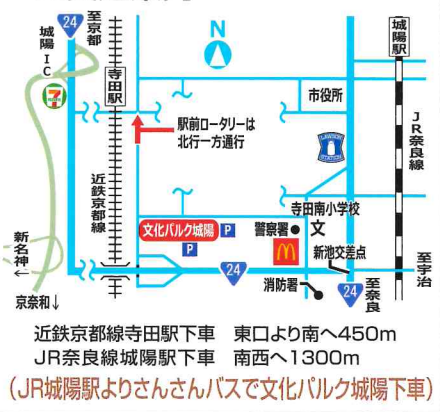 24
至京都
城陽IC
7
寺田駅
N
城陽駅
市役所
駅前ロータリーは
北行一方通行
LAWSON
STATION
JR奈良線
近鉄京都線
寺田南小学校
文
文化パルク城陽
P
P
警察署
M
新名神←
新池交差点
至宇治
24
京奈和↓
消防署
24
至奈良
近鉄京都線寺田駅下車 東口より南へ450m
JR奈良線城陽駅下車 南西へ1300m
(JR城陽駅よりさんさんバスで文化パルク城陽下車)